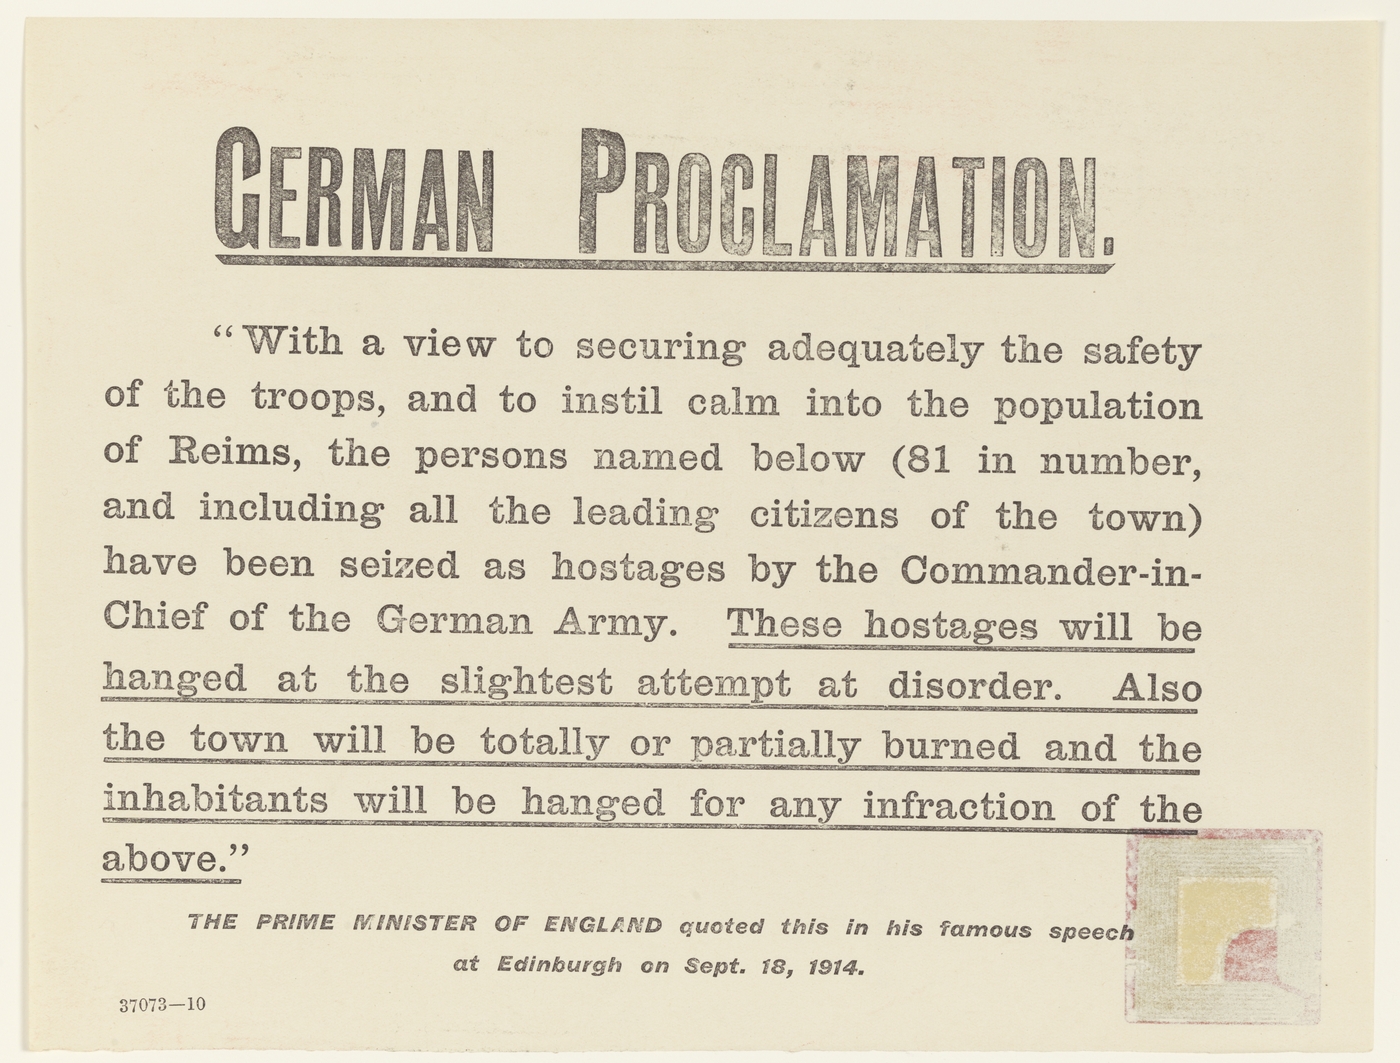 GERMAN PROCLAMATION.
“With a view to securing adequately the safety
of the troops, and to instil calm into the population
of Reims, the persons named below (81 in number,
and including all the leading citizens of the town)
have been seized as hostages by the Commander-in-
Chief of the German Army. These hostages will be
hanged at the slightest attempt at disorder. Also
the town will be totally or partially burned and the
inhabitants will be hanged for any infraction of the
above.”
THE PRIME MINISTER OF ENGLAND quoted this in his famous speech
at Edinburgh on Sept. 18, 1914.
37073—10